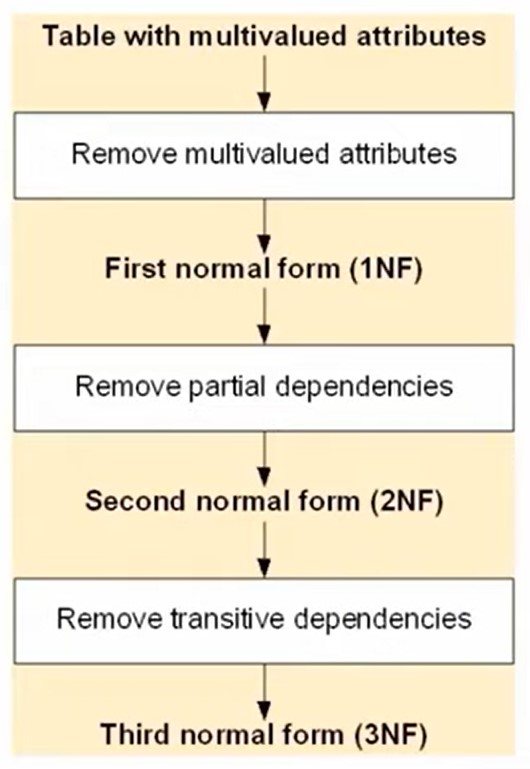 Table with multivalued attributes
Remove multivalued attributes
First normal form (1NF)
Remove partial dependencies
Second normal form (2NF)
Remove transitive dependencies
Third normal form (3NF)